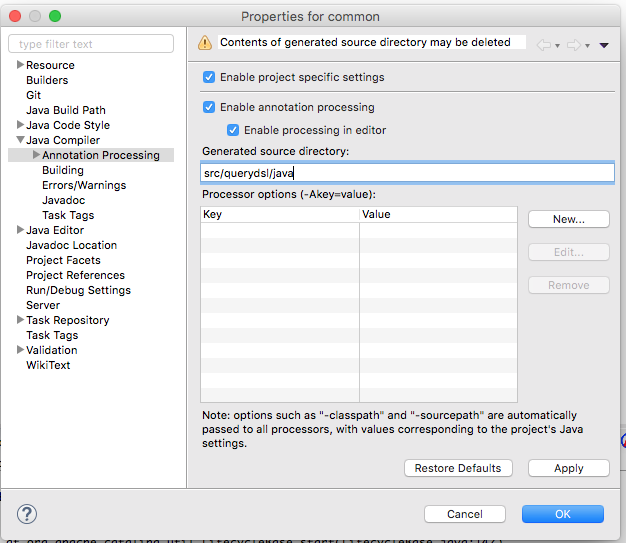 Properties for common
type filter text
Resource
Builders
Git
Java Build Path
Java Code Style
Java Compiler
Annotation Processing
Building
Errors/Warnings
Javadoc
Task Tags
Java Editor
Javadoc Location
Project Facets
Project References
Run/Debug Settings
Server
Task Repository
Task Tags
Validation
WikiText
Contents of generated source directory may be deleted
Enable project specific settings
Enable annotation processing
Enable processing in editor
Generated source directory:
src/querydsl/java
Processor options (-Akey=value):
Key Value
New...
Edit...
Remove
Note: options such as "-classpath" and "-sourcepath" are automatically
passed to all processors, with values corresponding to the project's Java
settings.
Restore Defaults Apply
? Cancel OK